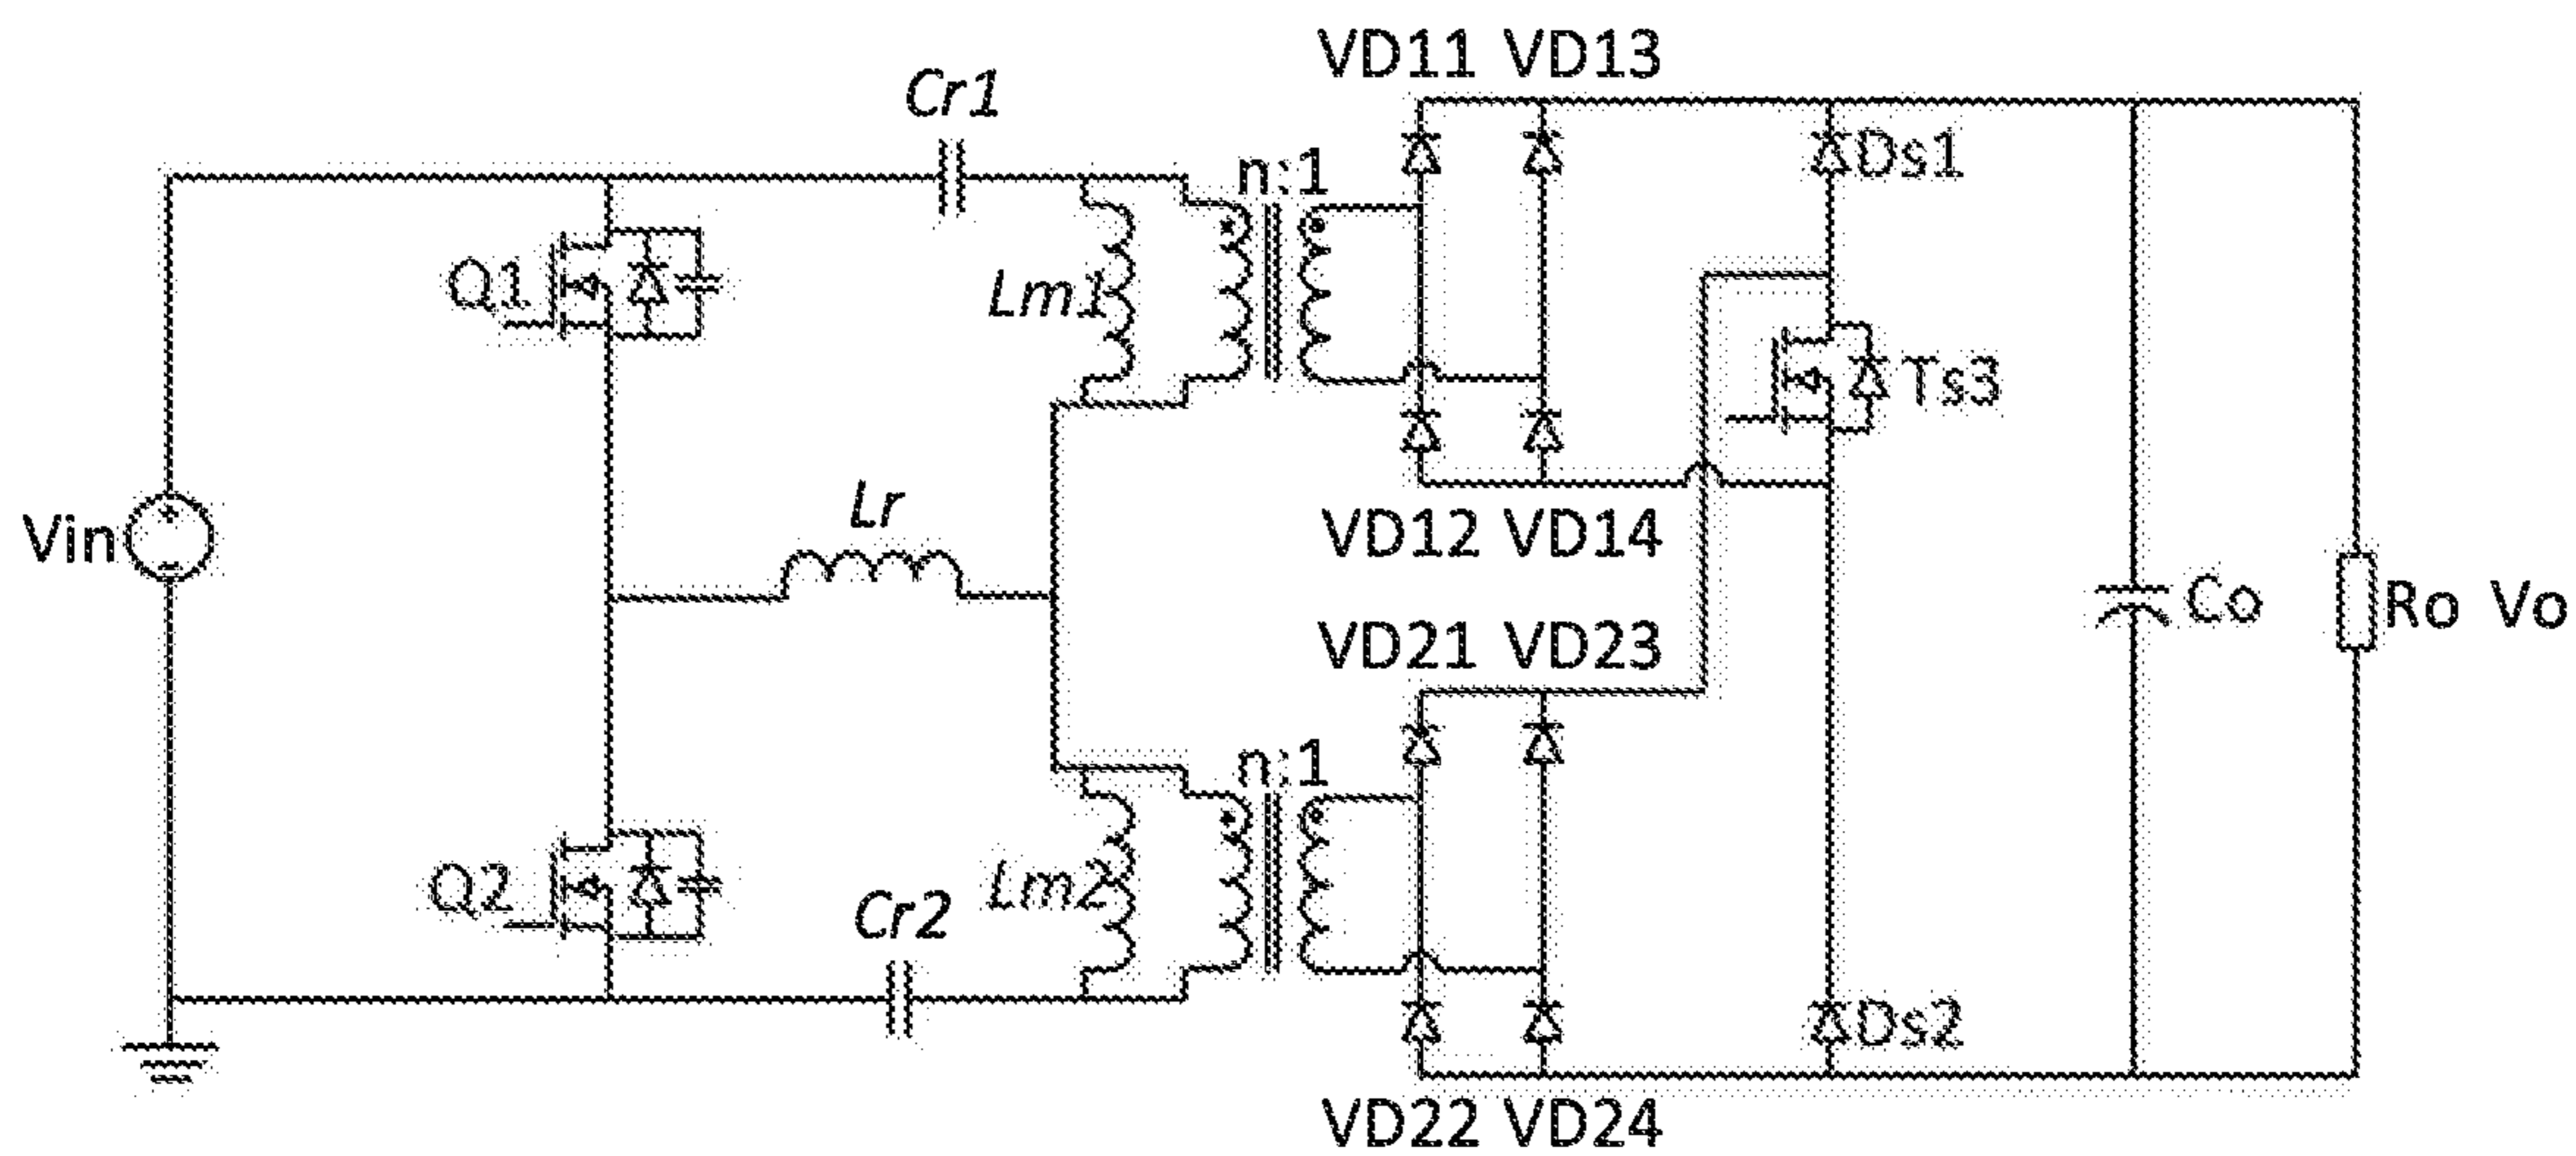 VD11 VD13
Cr1
Ds1
n:1
Q1
Lm1
Ts3
Lr
VD12 VD14
Vin
Co
Ro Vo
VD21 VD23
n:1
Q2
Lm2
Cr2
Ds2
VD22 VD24